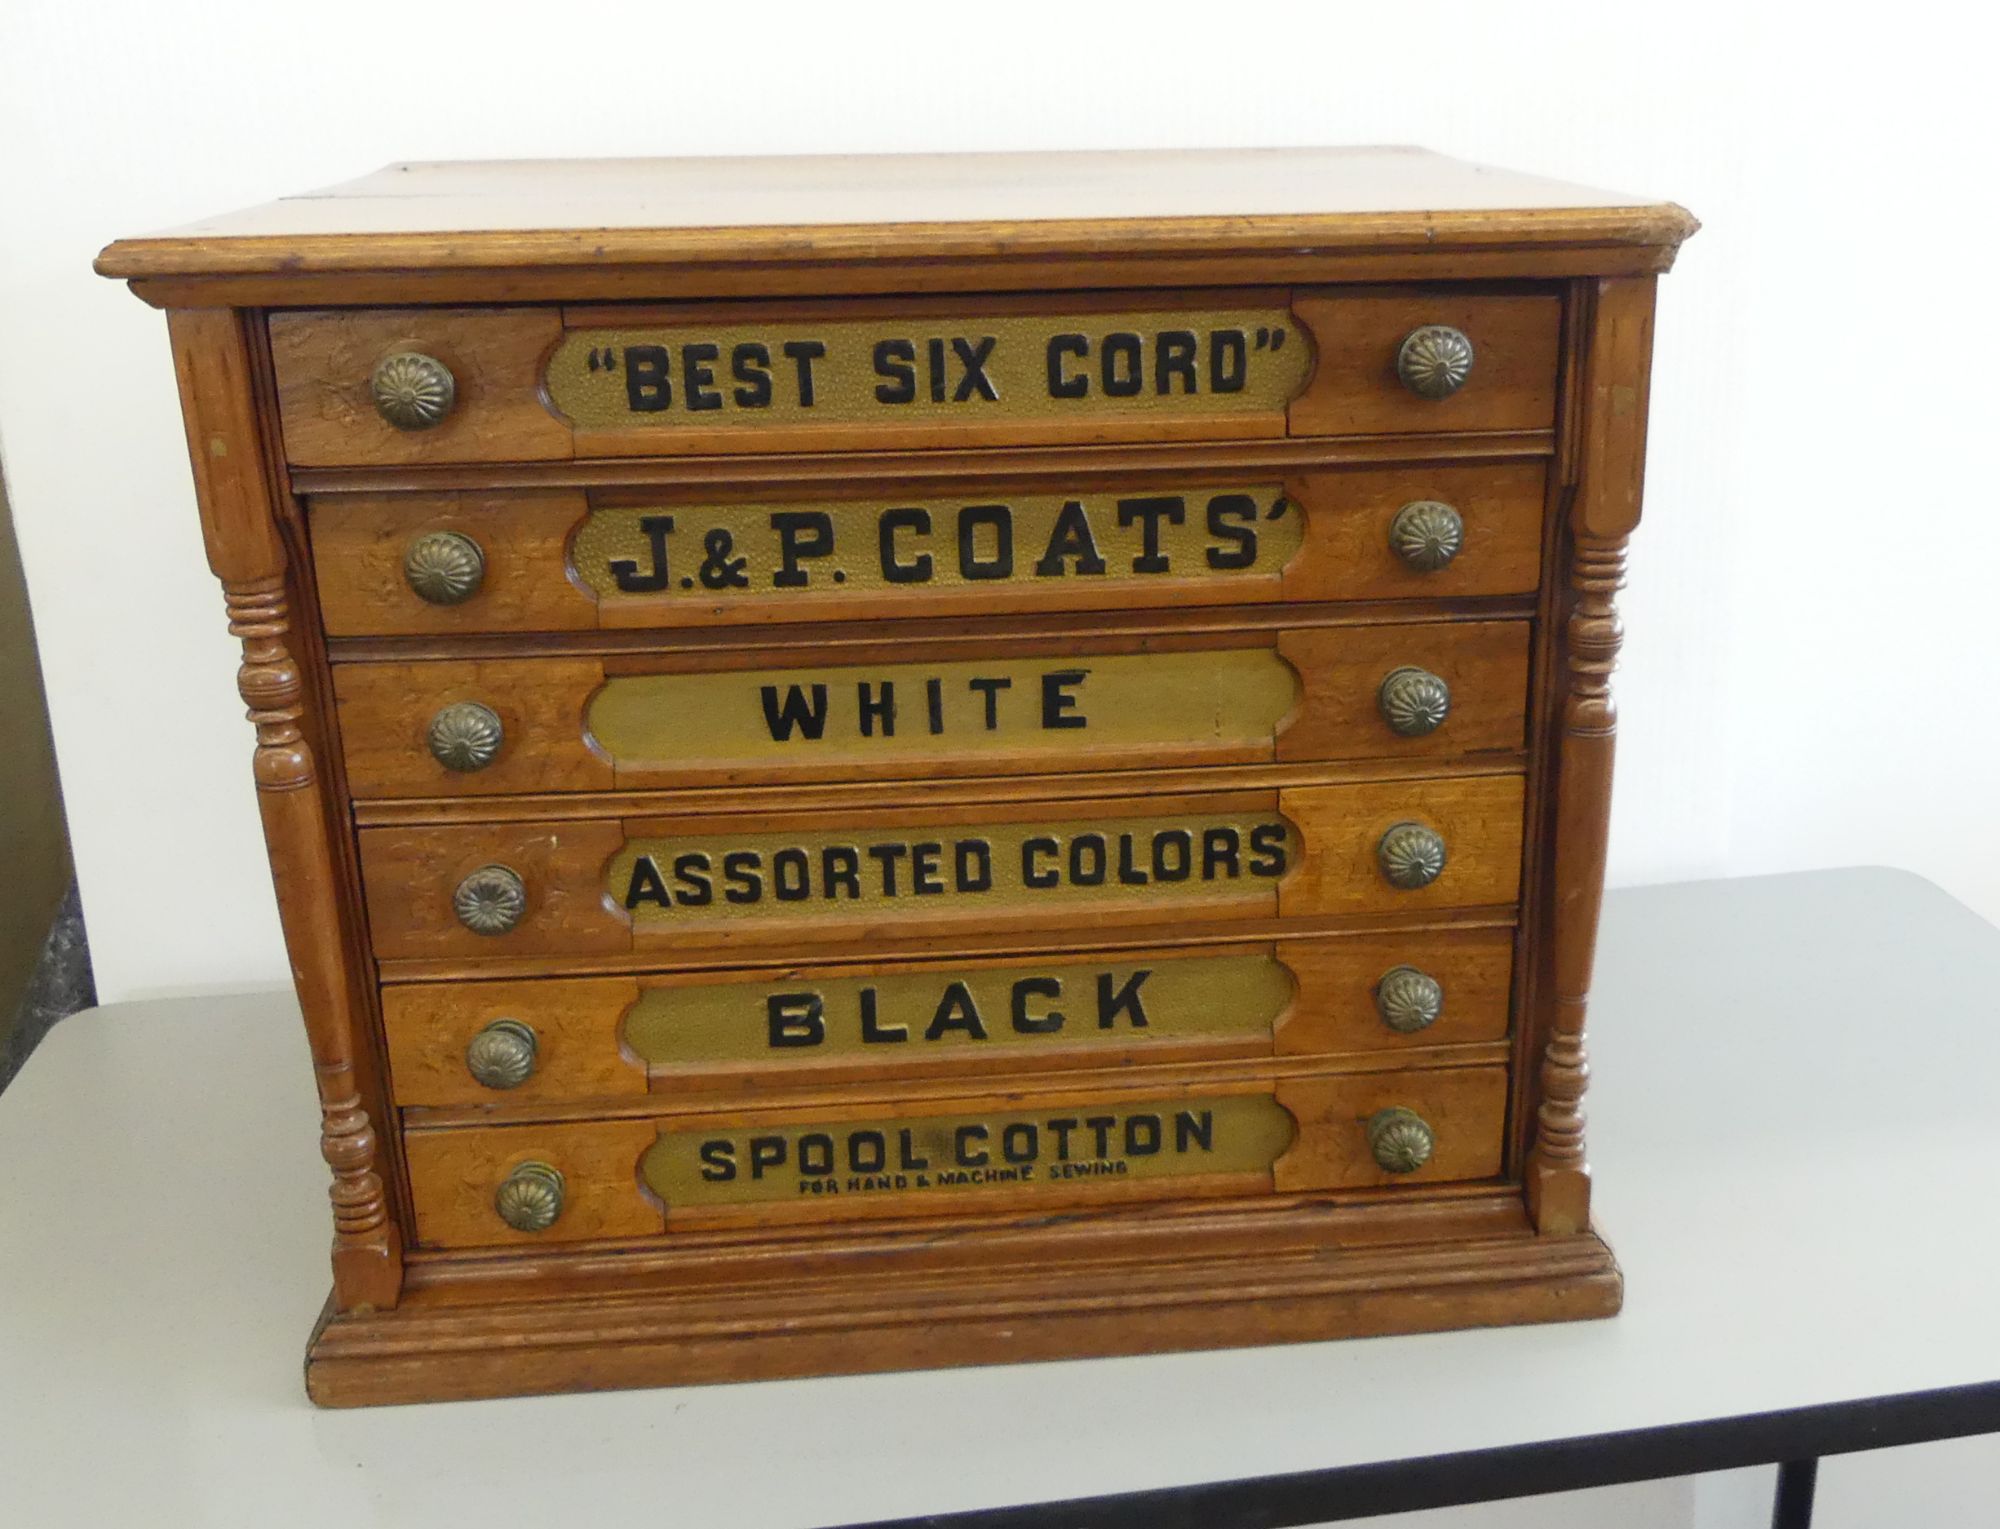 “BEST SIX CORD”
J. & P. COATS’
WHITE
ASSORTED COLORS
BLACK
SPOOL COTTON
FOR HAND & MACHINE SEWING